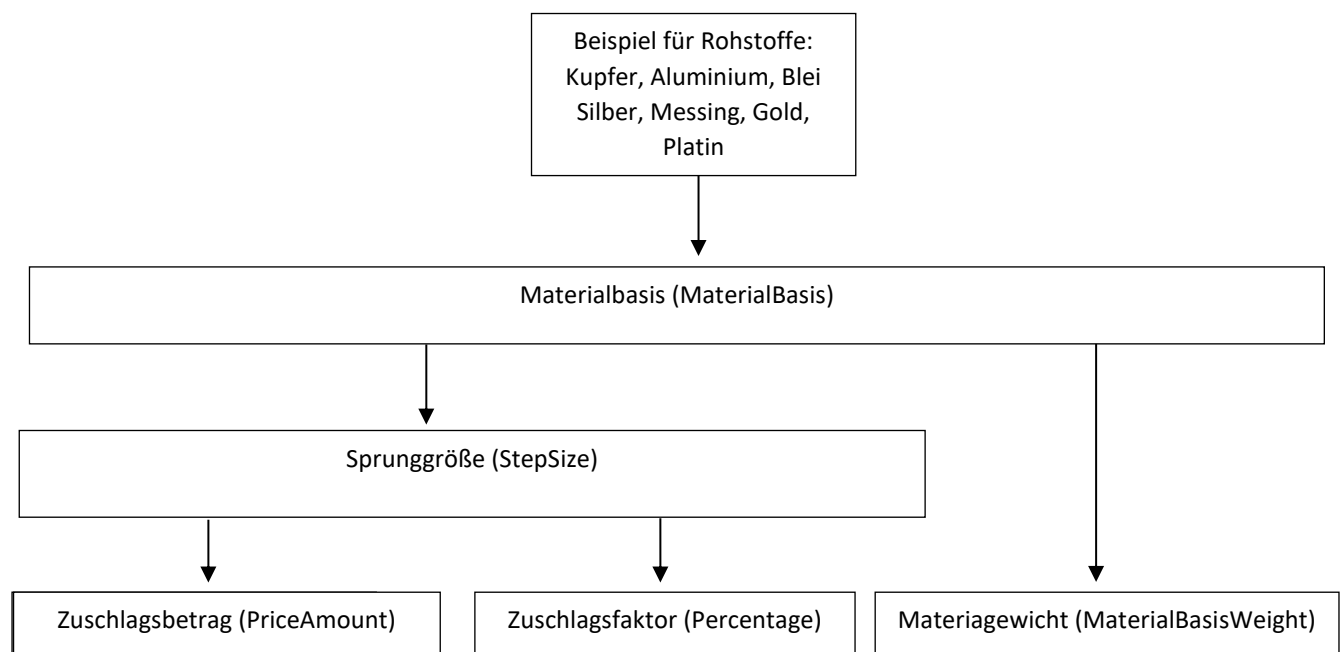 Beispiel für Rohstoffe:
Kupfer, Aluminium, Blei
Silber, Messing, Gold,
Platin
Materialbasis (MaterialBasis)
Sprunggröße (StepSize)
Zuschlagsbetrag (PriceAmount)
Zuschlagsfaktor (Percentage)
Materiagewicht (MaterialBasisWeight)